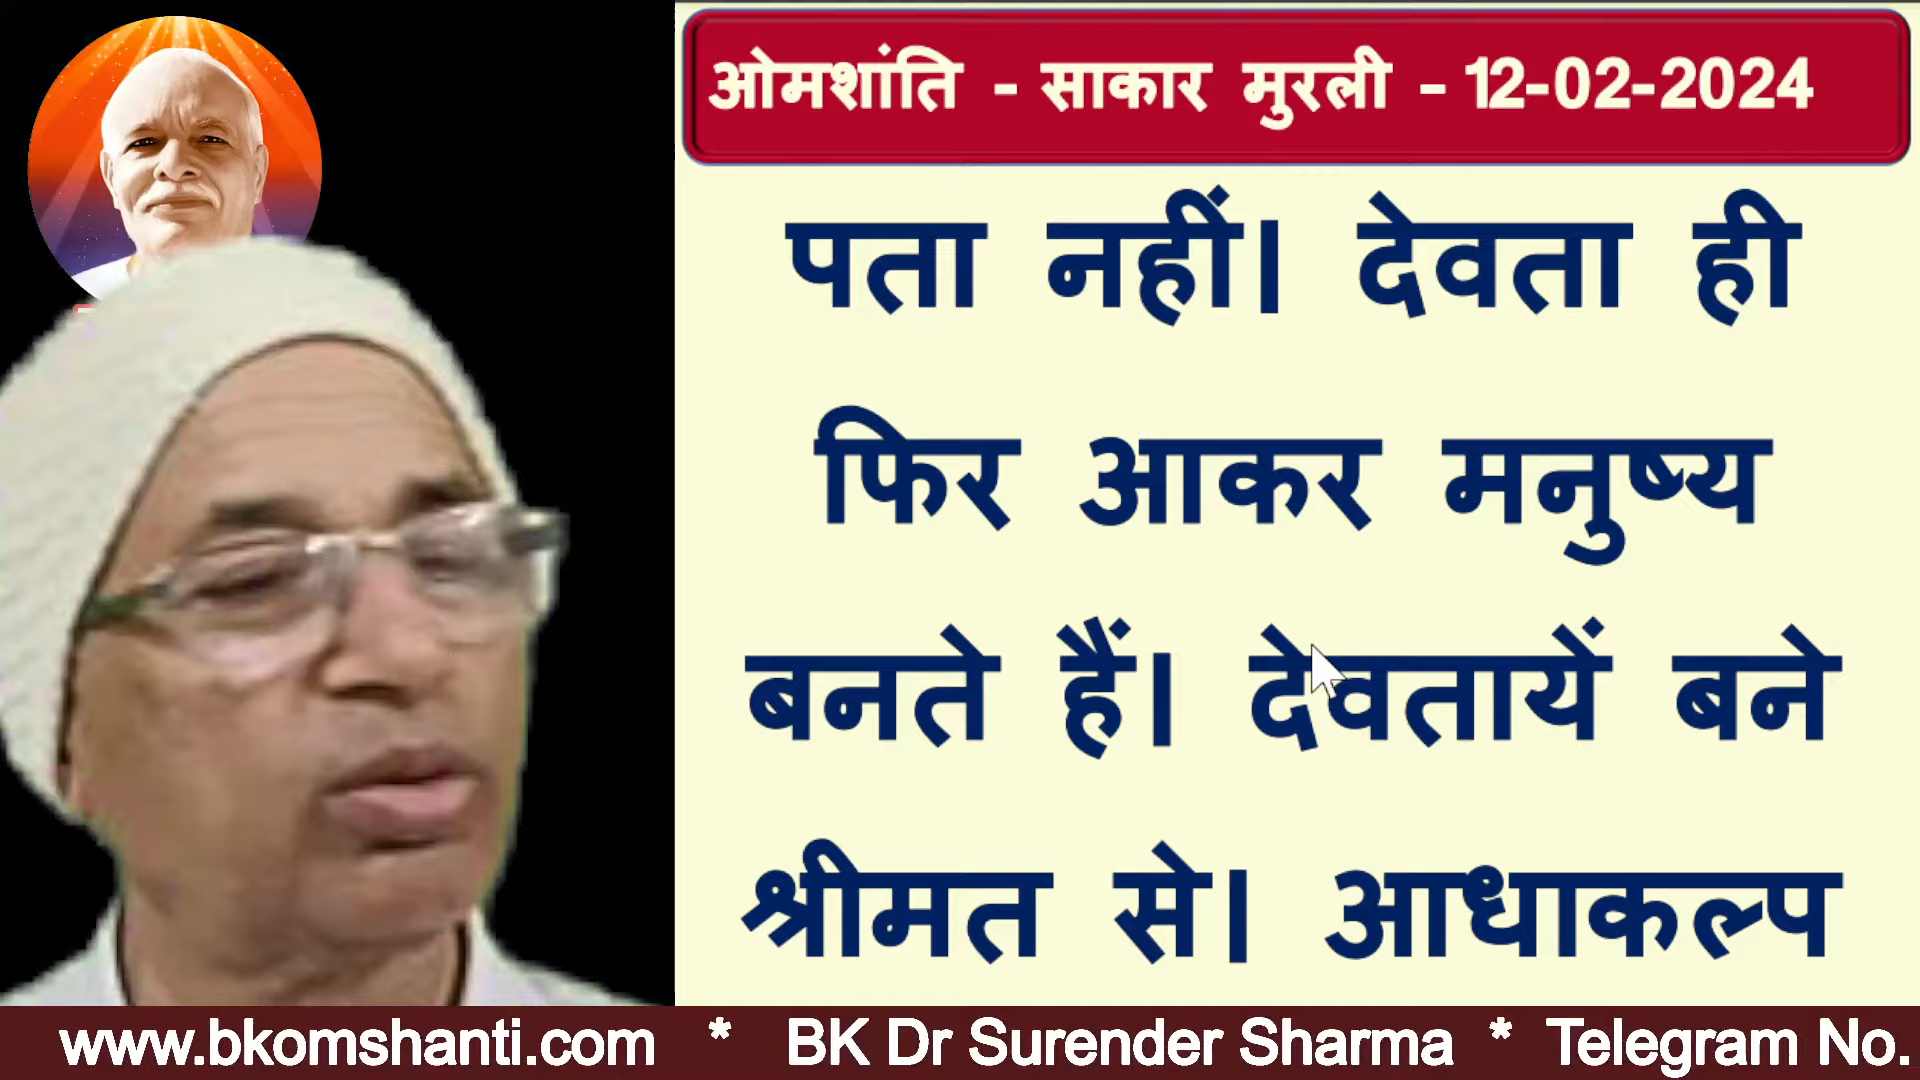 ओमशांति - साकार मुरली - 12-02-2024
पता नहीं। देवता ही
फिर आकर मनुष्य
बनते हैं। देवतायें बने
श्रीमत से। आधाकल्प
www.bkomshanti.com * BK Dr Surender Sharma * Telegram No.